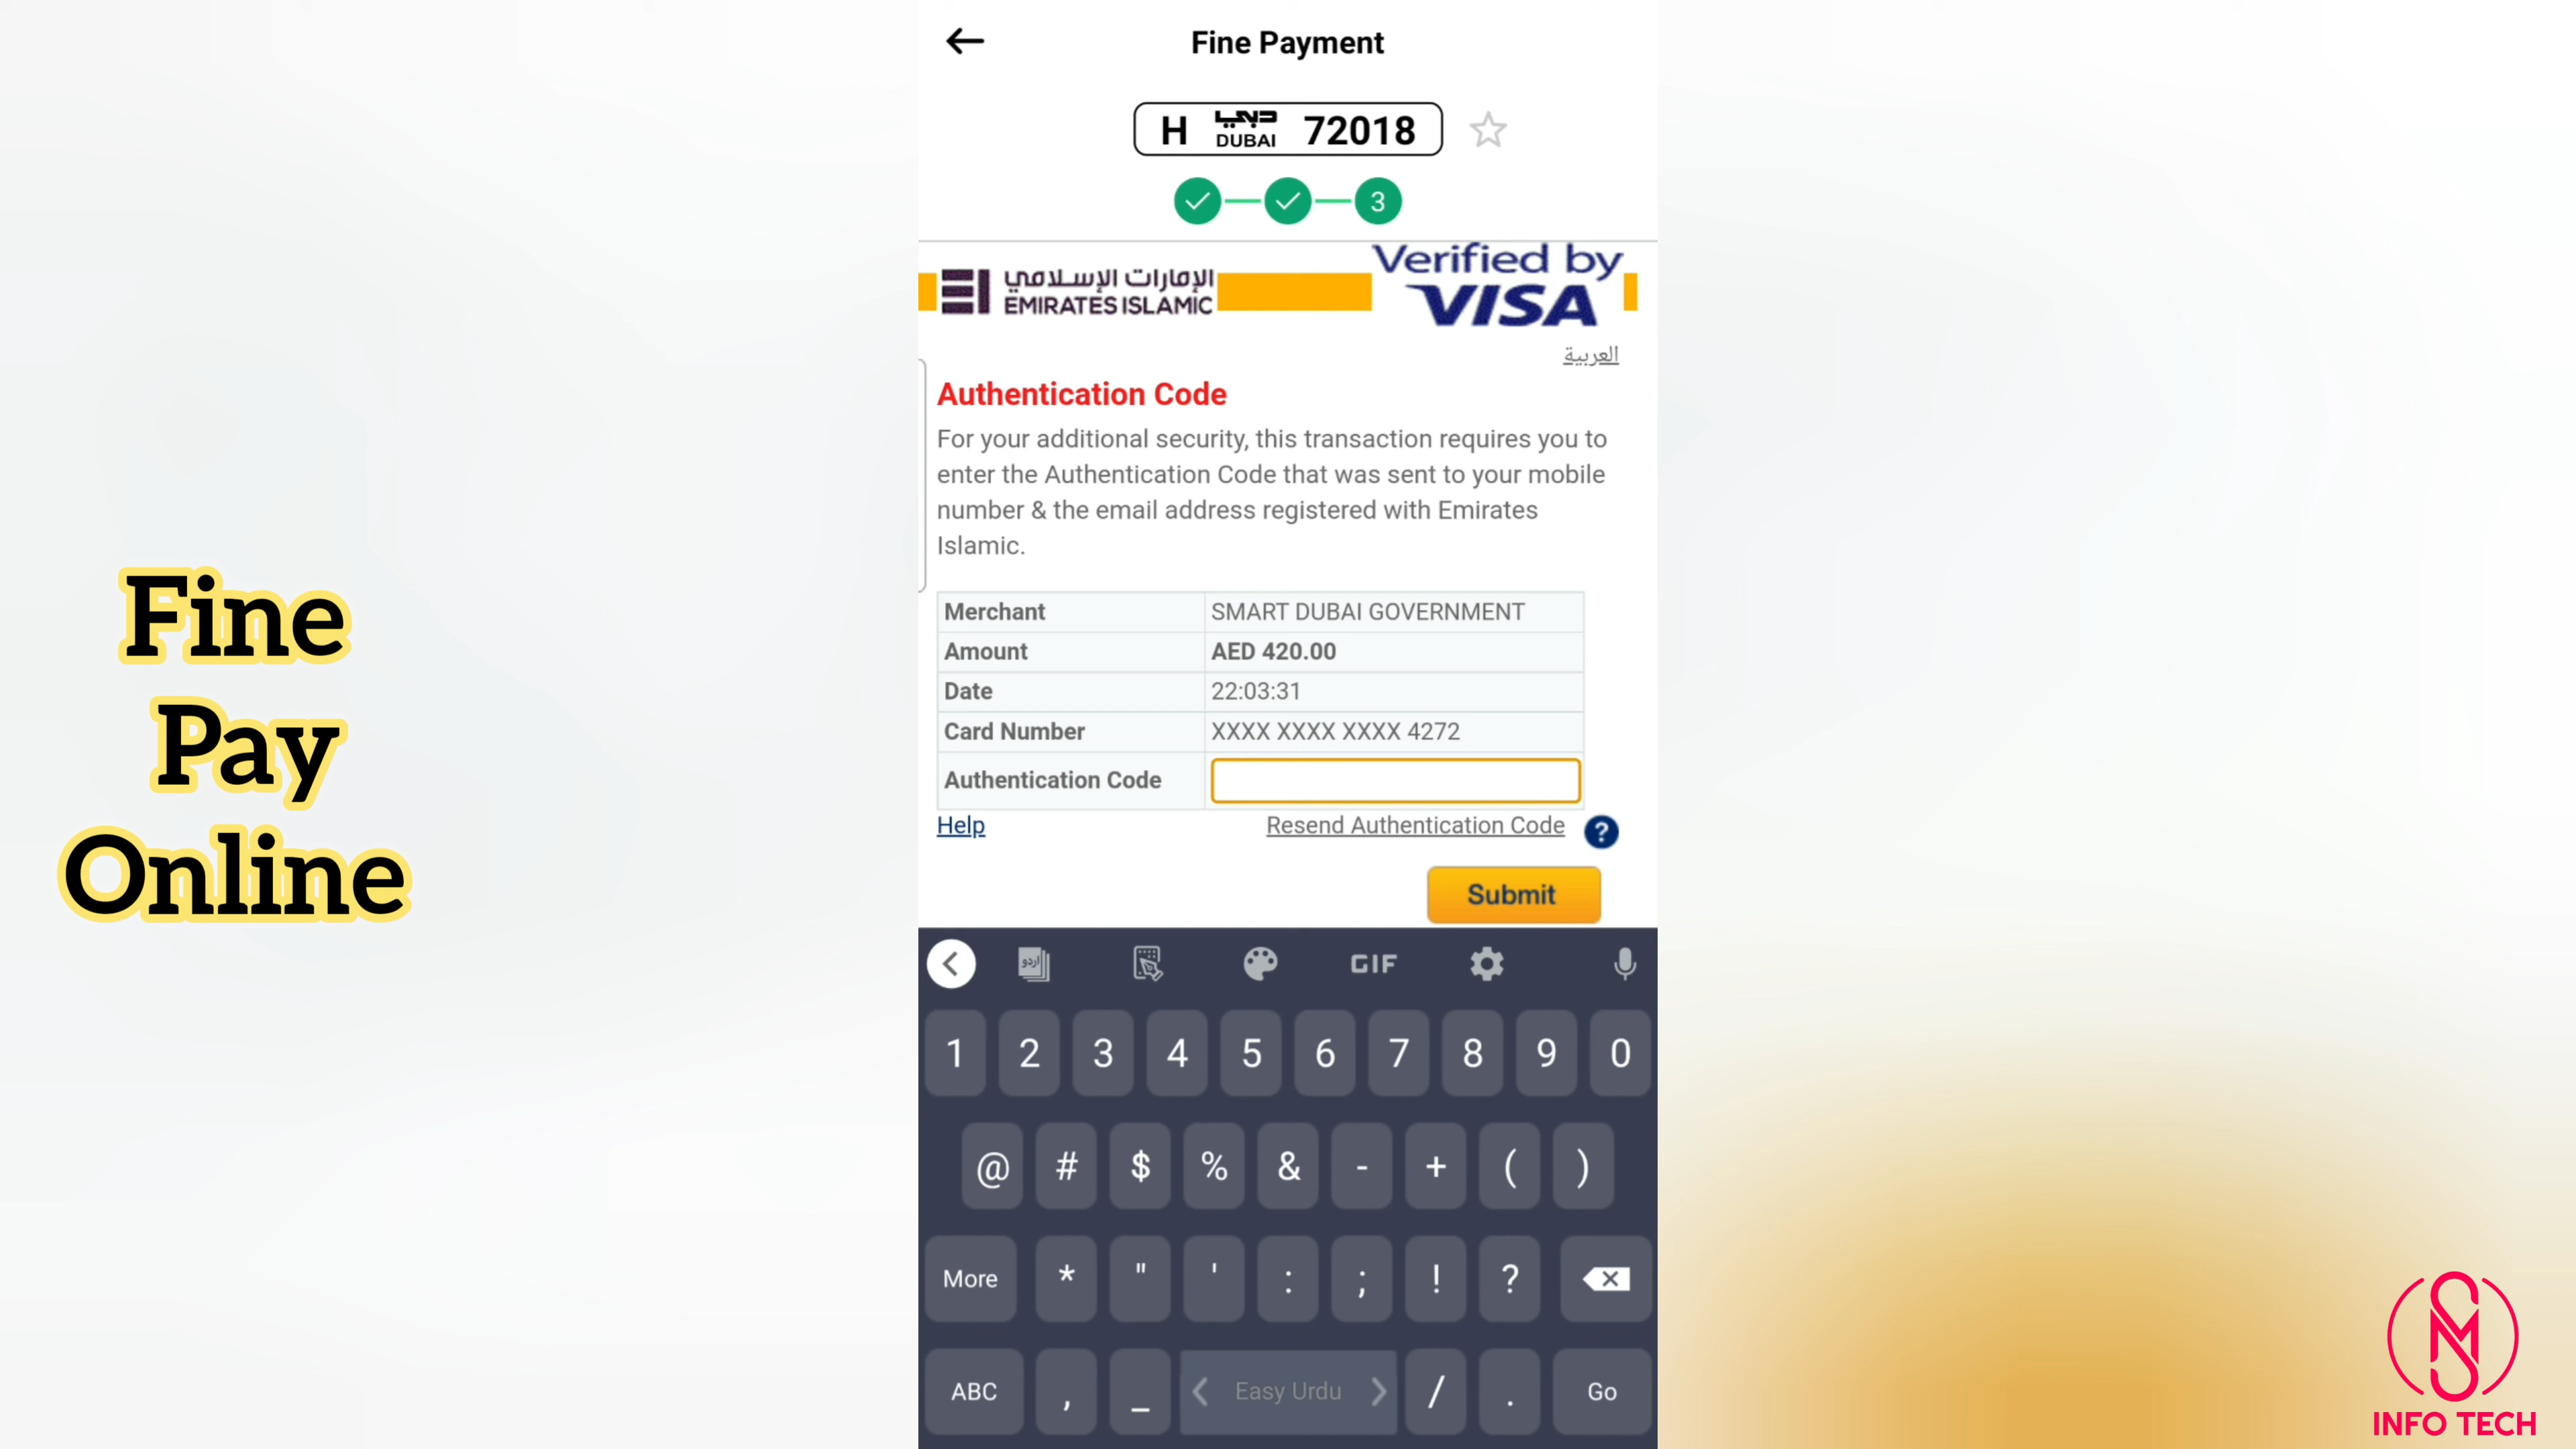 Fine Payment
H دبي DUBAI 72018
3
الإمارات الإسلامي
EMIRATES ISLAMIC
Verified by
VISA
العربية
Authentication Code
For your additional security, this transaction requires you to
enter the Authentication Code that was sent to your mobile
number & the email address registered with Emirates
Islamic.
Merchant SMART DUBAI GOVERNMENT
Amount AED 420.00
Date 22:03:31
Card Number XXXX XXXX XXXX 4272
Authentication Code
Help Resend Authentication Code ?
Submit
Fine
Pay
Online
اردو GIF
1 2 3 4 5 6 7 8 9 0
@ # $ % & - + ( )
More * " ' : ; ! ?
ABC , _ Easy Urdu / . Go
INFO TECH